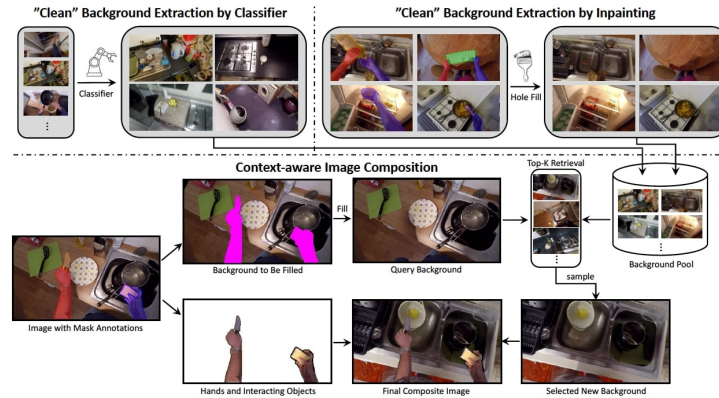 "Clean" Background Extraction by Classifier
"Clean" Background Extraction by Inpainting
Classifier
Hole Fill
Context-aware Image Composition
Top-K Retrieval
Fill
Background to Be Filled
Query Background
Background Pool
sample
Image with Mask Annotations
Hands and Interacting Objects
Final Composite Image
Selected New Background